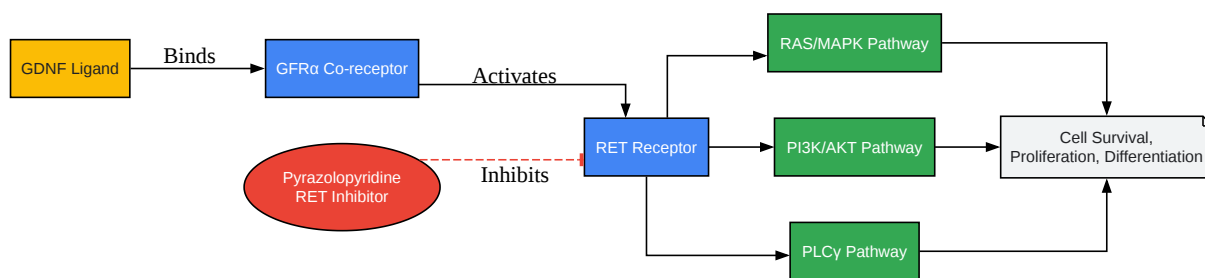 GDNF Ligand
Binds
GFRα Co-receptor
Activates
RET Receptor
Pyrazolopyridine
RET Inhibitor
Inhibits
RAS/MAPK Pathway
PI3K/AKT Pathway
PLCγ Pathway
Cell Survival,
Proliferation, Differentiation